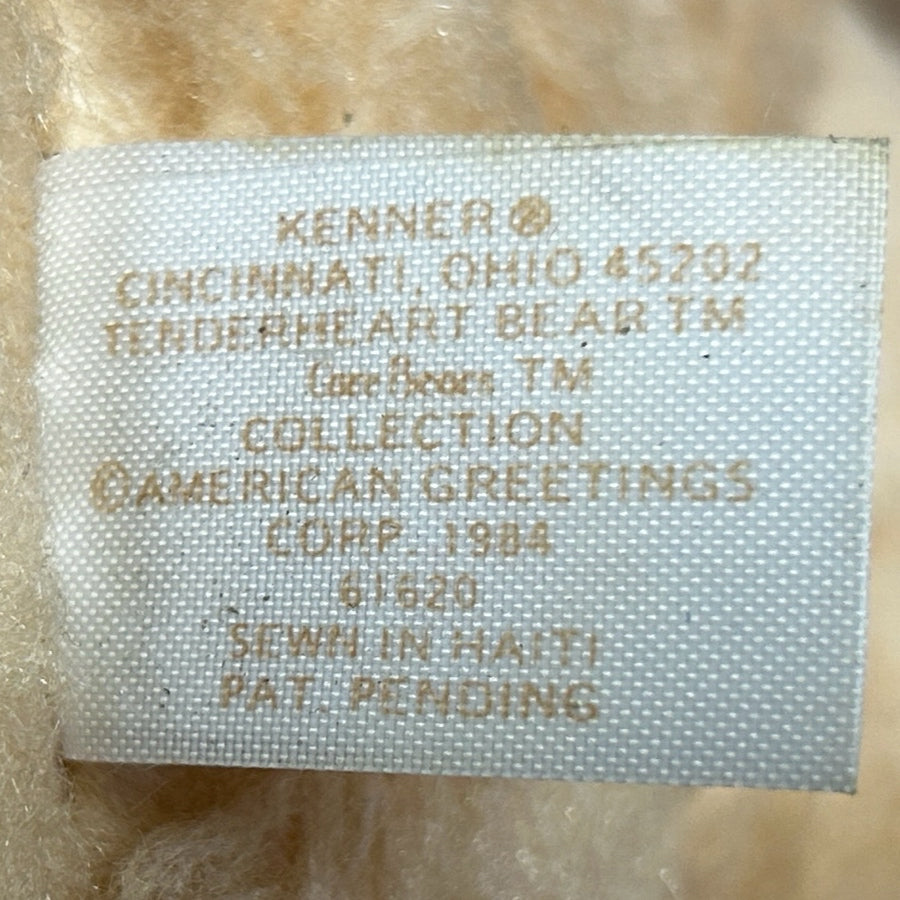 KENNER ®
CINCINNATI, OHIO 45202
TENDERHEART BEAR TM
Care Bears TM
COLLECTION
©AMERICAN GREETINGS
CORP. 1984
61620
SEWN IN HAITI
PAT. PENDING